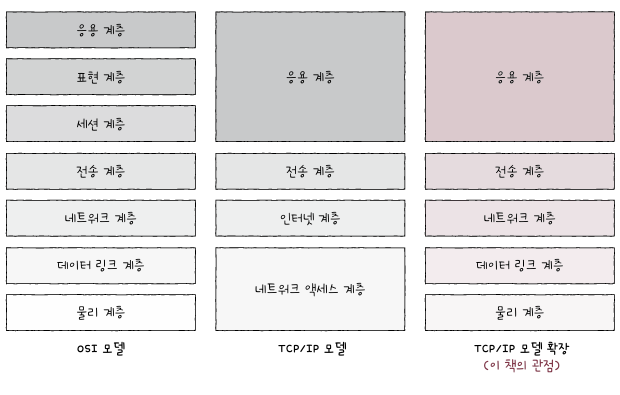 응용 계층
표현 계층
세션 계층
전송 계층
네트워크 계층
데이터 링크 계층
물리 계층
OSI 모델
응용 계층
전송 계층
인터넷 계층
네트워크 액세스 계층
TCP/IP 모델
응용 계층
전송 계층
네트워크 계층
데이터 링크 계층
물리 계층
TCP/IP 모델 확장
(이 책의 관점)